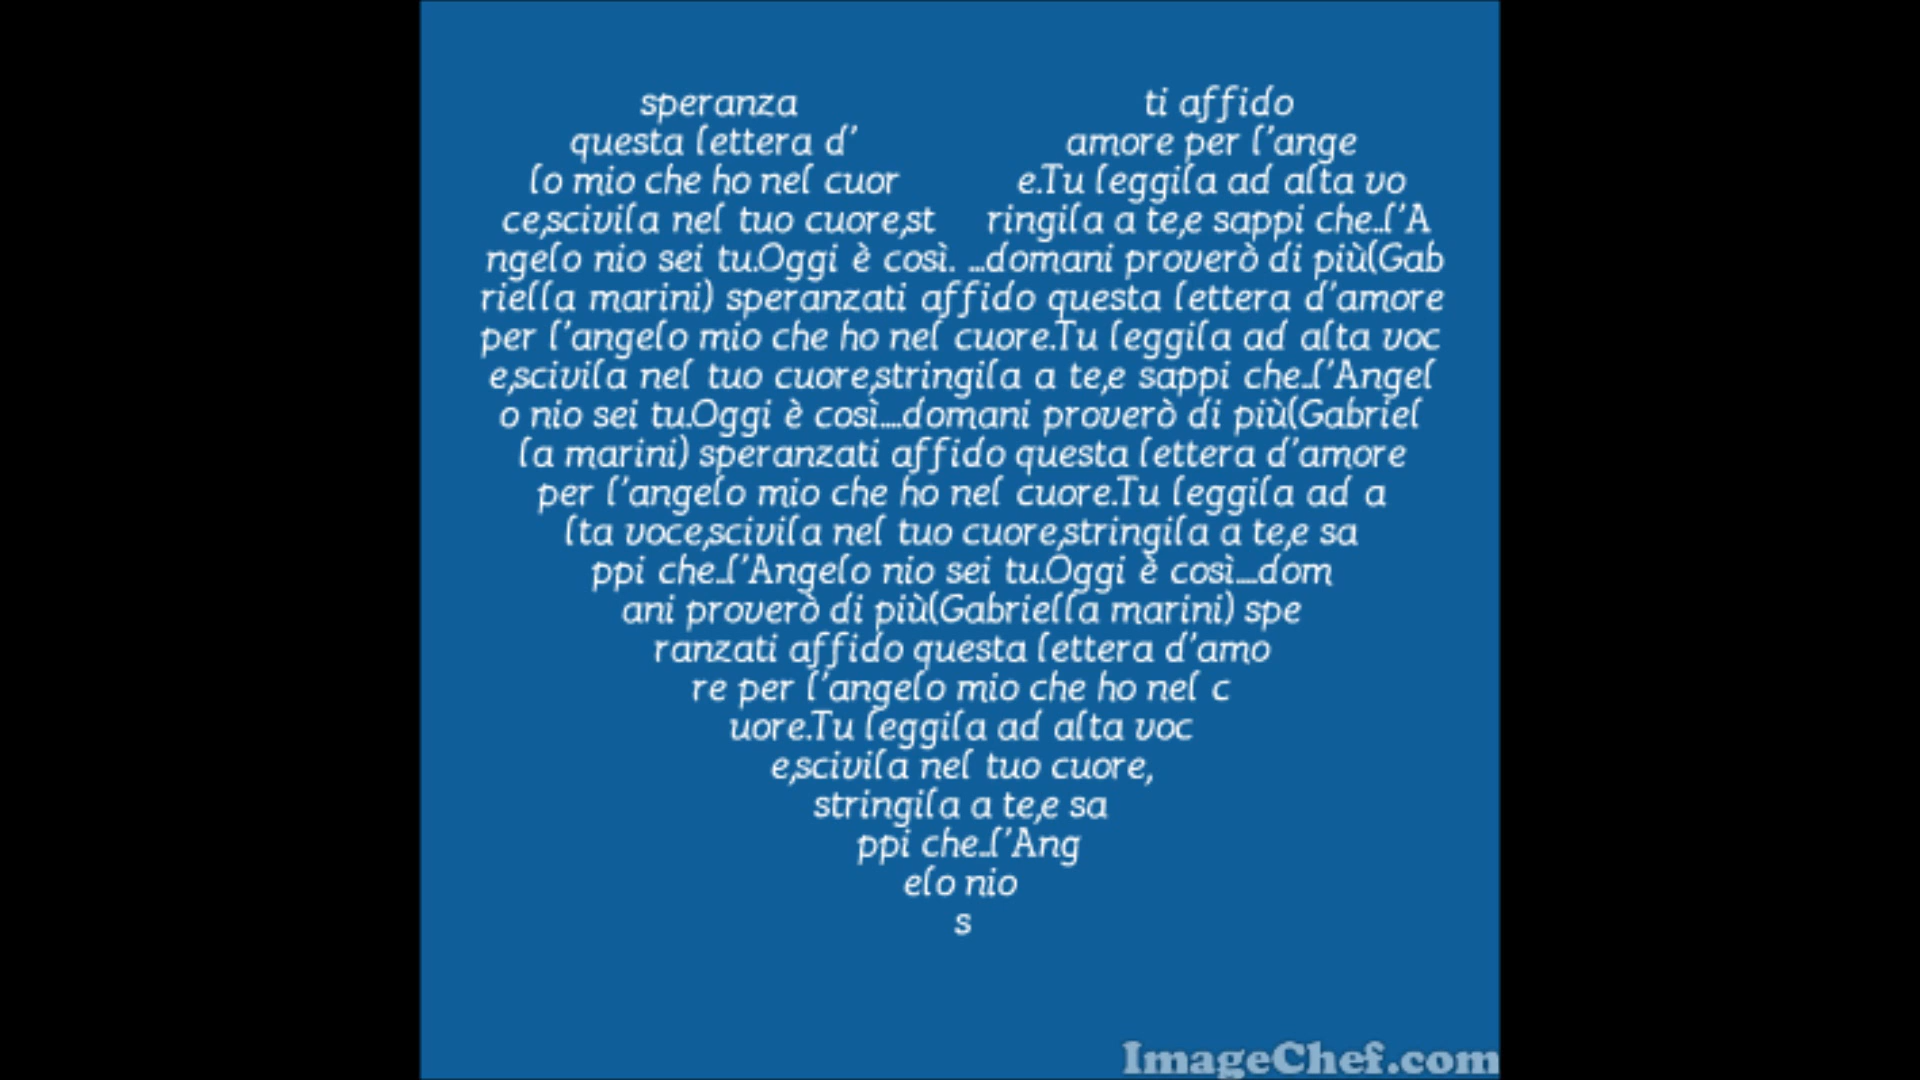 speranza ti affido
questa lettera d' amore per l'ange
lo mio che ho nel cuor e.Tu leggila ad alta vo
ce,scivila nel tuo cuore,st ringila a te,e sappi che..l'A
ngelo nio sei tu.Oggi è così. ...domani proverò di più(Gab
riella marini) speranzati affido questa lettera d'amore
per l'angelo mio che ho nel cuore.Tu leggila ad alta voc
e,scivila nel tuo cuore,stringila a te,e sappi che..l'Angel
o nio sei tu.Oggi è così....domani proverò di più(Gabriel
la marini) speranzati affido questa lettera d'amore
per l'angelo mio che ho nel cuore.Tu leggila ad a
lta voce,scivila nel tuo cuore,stringila a te,e sa
ppi che..l'Angelo nio sei tu.Oggi è così....dom
ani proverò di più(Gabriella marini) spe
ranzati affido questa lettera d'amo
re per l'angelo mio che ho nel c
uore.Tu leggila ad alta voc
e,scivila nel tuo cuore,
stringila a te,e sa
ppi che..l'Ang
elo nio
s
ImageChef.com